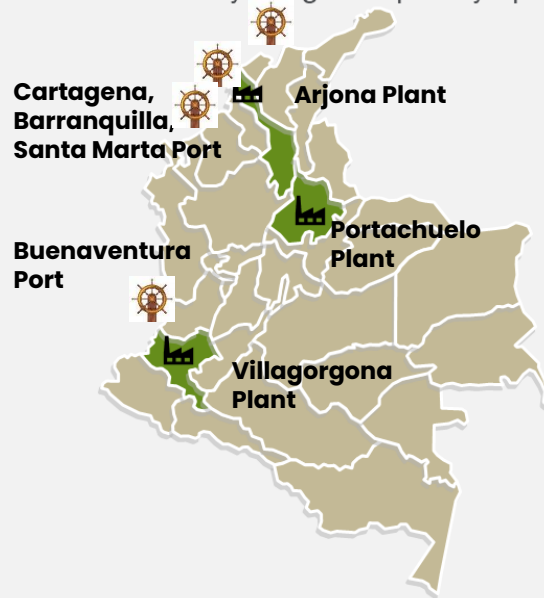 Cartagena,
Barranquilla,
Santa Marta Port
Arjona Plant
Portachuelo
Plant
Buenaventura
Port
Villagorgona
Plant